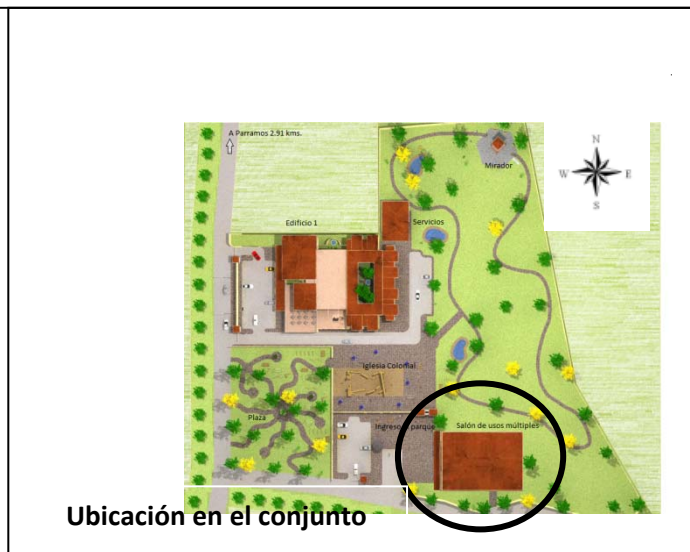 A Parramos 2.91 kms.
N
W E
S
Mirador
Edificio 1
Servicios
Iglesia Colonial
Plaza
Ingreso parque
Salón de usos múltiples
Ubicación en el conjunto